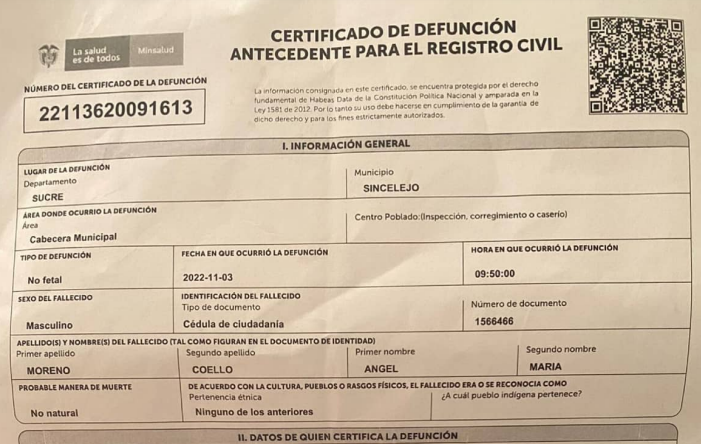 La salud
es de todos
Minsalud
CERTIFICADO DE DEFUNCIÓN
ANTECEDENTE PARA EL REGISTRO CIVIL
NÚMERO DEL CERTIFICADO DE LA DEFUNCIÓN
22113620091613
La información consignada en este certificado, se encuentra protegida por el derecho
fundamental de Habeas Data de la Constitución Política Nacional y amparada en la
Ley 1581 de 2012. Por lo tanto su uso debe hacerse en cumplimiento de la garantía de
dicho derecho y para los fines estrictamente autorizados.
I. INFORMACIÓN GENERAL
LUGAR DE LA DEFUNCIÓN
Departamento
Municipio
SUCRE
SINCELEJO
ÁREA DONDE OCURRIO LA DEFUNCIÓN
Área
Centro Poblado:(Inspección, corregimiento o caserío)
Cabecera Municipal
TIPO DE DEFUNCIÓN
FECHA EN QUE OCURRIÓ LA DEFUNCIÓN
HORA EN QUE OCURRIÓ LA DEFUNCIÓN
No fetal
2022-11-03
09:50:00
SEXO DEL FALLECIDO
IDENTIFICACIÓN DEL FALLECIDO
Tipo de documento
Número de documento
Masculino
Cédula de ciudadanía
1566466
APELLIDO(S) Y NOMBRE(S) DEL FALLECIDO (TAL COMO FIGURAN EN EL DOCUMENTO DE IDENTIDAD)
Primer apellido
Segundo apellido
Primer nombre
Segundo nombre
MORENO
COELLO
ANGEL
MARIA
PROBABLE MANERA DE MUERTE
DE ACUERDO CON LA CULTURA, PUEBLOS O RASGOS FÍSICOS, EL FALLECIDO ERA O SE RECONOCIA COMO
Pertenencia étnica
¿A cuál pueblo indígena pertenece?
No natural
Ninguno de los anteriores
II. DATOS DE QUIEN CERTIFICA LA DEFUNCIÓN